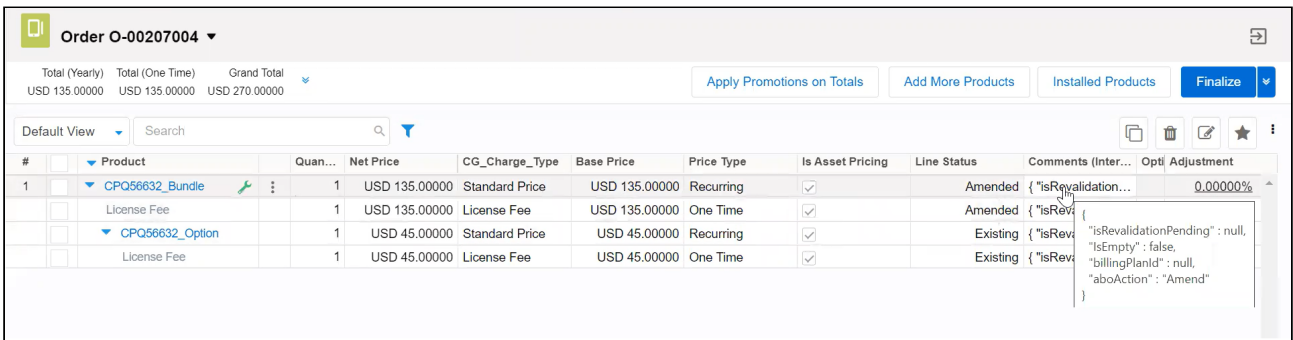 Order O-00207004
Total (Yearly) Total (One Time) Grand Total
USD 135.00000 USD 135.00000 USD 270.00000
Apply Promotions on Totals Add More Products Installed Products Finalize
Default View Search
# Product Quan... Net Price CG_Charge_Type Base Price Price Type Is Asset Pricing Line Status Comments (Inter... Opti Adjustment
1 CPQ56632_Bundle 1 USD 135.00000 Standard Price USD 135.00000 Recurring Amended { "isRevalidation... 0.00000%
License Fee 1 USD 135.00000 License Fee USD 135.00000 One Time Amended { "isReva
CPQ56632_Option 1 USD 45.00000 Standard Price USD 45.00000 Recurring Existing { "isReva
License Fee 1 USD 45.00000 License Fee USD 45.00000 One Time Existing { "isReva
{
"isRevalidationPending" : null,
"IsEmpty" : false,
"billingPlanId" : null,
"aboAction" : "Amend"
}